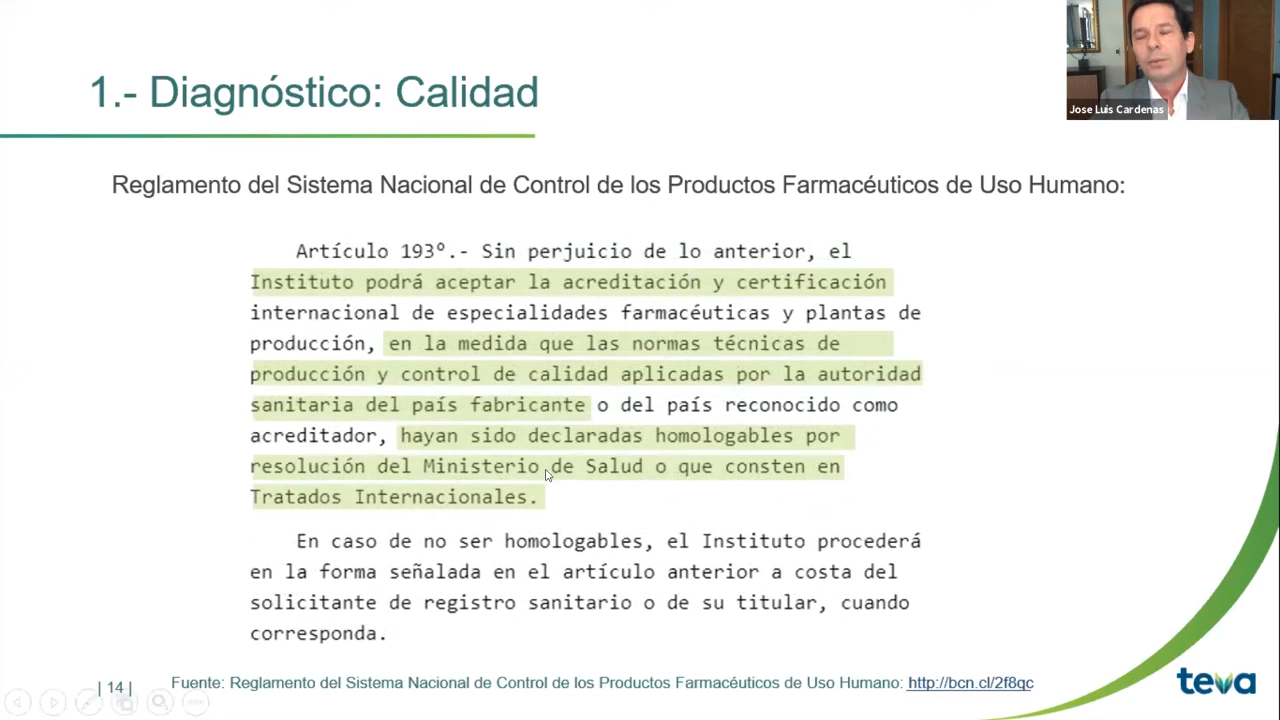 Jose Luis Cardenas
1.- Diagnóstico: Calidad
Reglamento del Sistema Nacional de Control de los Productos Farmacéuticos de Uso Humano:
Artículo 193º.- Sin perjuicio de lo anterior, el
Instituto podrá aceptar la acreditación y certificación
internacional de especialidades farmacéuticas y plantas de
producción, en la medida que las normas técnicas de
producción y control de calidad aplicadas por la autoridad
sanitaria del país fabricante o del país reconocido como
acreditador, hayan sido declaradas homologables por
resolución del Ministerio de Salud o que consten en
Tratados Internacionales.
En caso de no ser homologables, el Instituto procederá
en la forma señalada en el artículo anterior a costa del
solicitante de registro sanitario o de su titular, cuando
corresponda.
| 14 |
Fuente: Reglamento del Sistema Nacional de Control de los Productos Farmacéuticos de Uso Humano: http://bcn.cl/2f8qc
teva